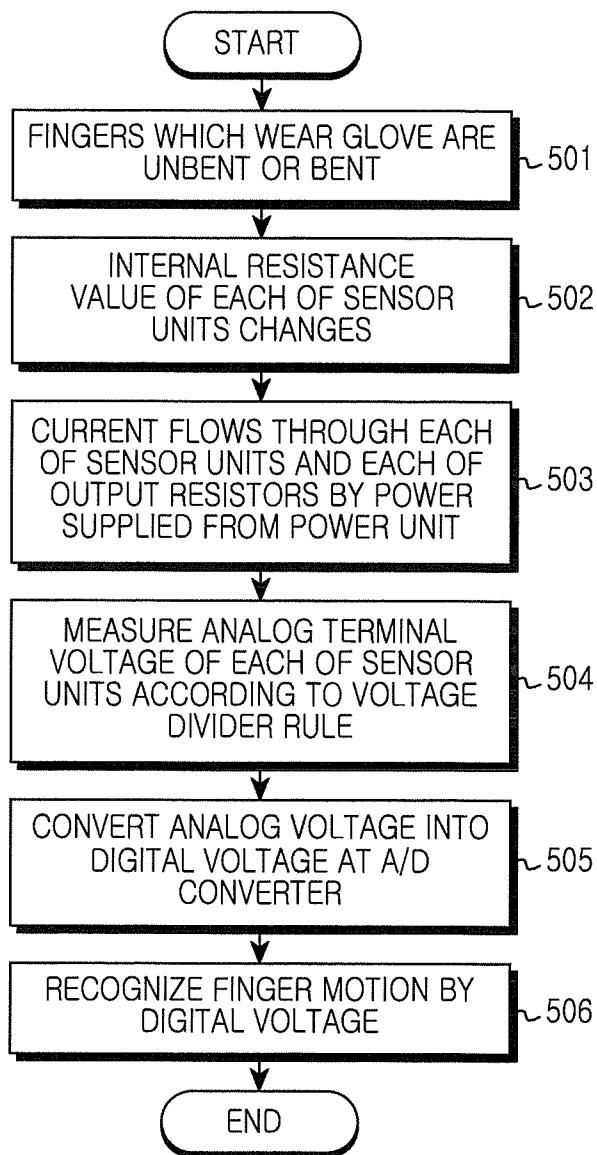 START
FINGERS WHICH WEAR GLOVE ARE
UNBENT OR BENT
501
INTERNAL RESISTANCE
VALUE OF EACH OF SENSOR
UNITS CHANGES
502
CURRENT FLOWS THROUGH EACH
OF SENSOR UNITS AND EACH OF
OUTPUT RESISTORS BY POWER
SUPPLIED FROM POWER UNIT
503
MEASURE ANALOG TERMINAL
VOLTAGE OF EACH OF SENSOR
UNITS ACCORDING TO VOLTAGE
DIVIDER RULE
504
CONVERT ANALOG VOLTAGE INTO
DIGITAL VOLTAGE AT A/D
CONVERTER
505
RECOGNIZE FINGER MOTION BY
DIGITAL VOLTAGE
506
END